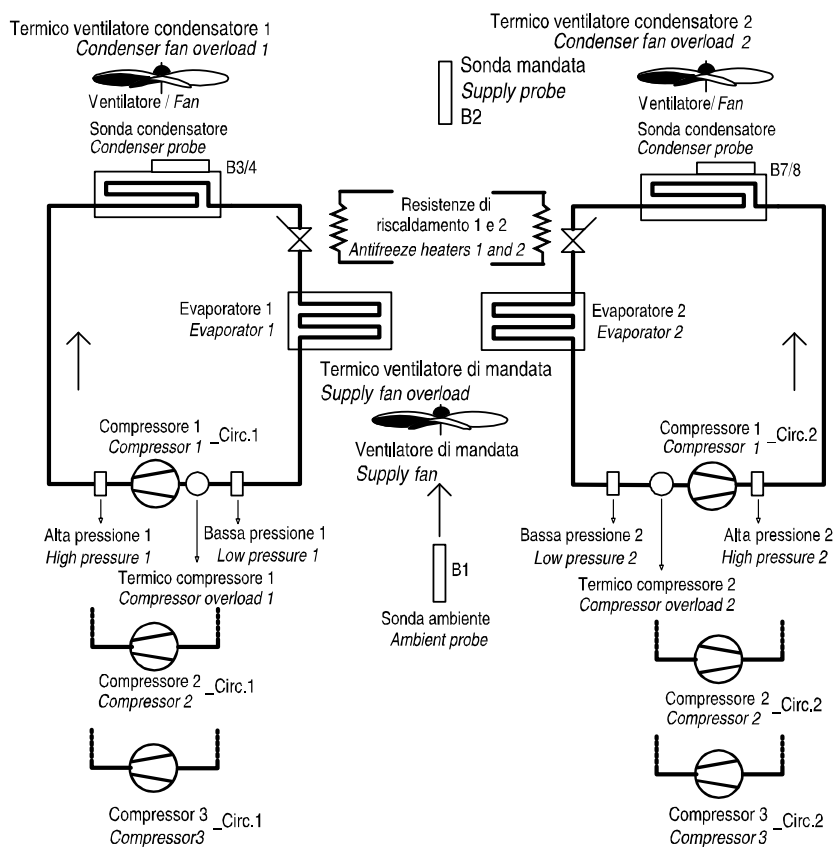 Termico ventilatore condensatore 1
Condenser fan overload 1
Ventilatore / Fan
Sonda condensatore
Condenser probe
B3/4
Sonda mandata
Supply probe
B2
Termico ventilatore condensatore 2
Condenser fan overload 2
Ventilatore/ Fan
Sonda condensatore
Condenser probe
B7/8
Resistenze di
riscaldamento 1 e 2
Antifreeze heaters 1 and 2
Evaporatore 1
Evaporator 1
Evaporatore 2
Evaporator 2
Termico ventilatore di mandata
Supply fan overload
Ventilatore di mandata
Supply fan
Compressore 1 _Circ.1
Compressor 1
Compressore 1 _Circ.2
Compressor 1
Alta pressione 1
High pressure 1
Bassa pressione 1
Low pressure 1
Termico compressore 1
Compressor overload 1
B1
Sonda ambiente
Ambient probe
Bassa pressione 2
Low pressure 2
Alta pressione 2
High pressure 2
Termico compressore 2
Compressor overload 2
Compressore 2 _Circ.1
Compressor 2
Compressore 2 _Circ.2
Compressor 2
Compressor 3 _Circ.1
Compressor3
Compressor 3 _Circ.2
Compressor 3